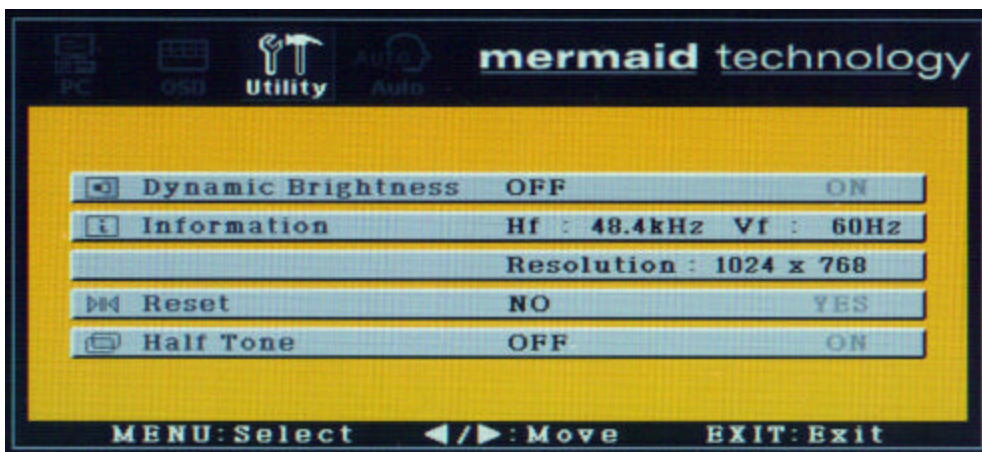 mermaid technology
PC OSD Utility Auto Auto
Dynamic Brightness OFF ON
Information Hf : 48.4kHz Vf : 60Hz
Resolution : 1024 x 768
Reset NO YES
Half Tone OFF ON
MENU:Select ◀/▶:Move EXIT:Exit